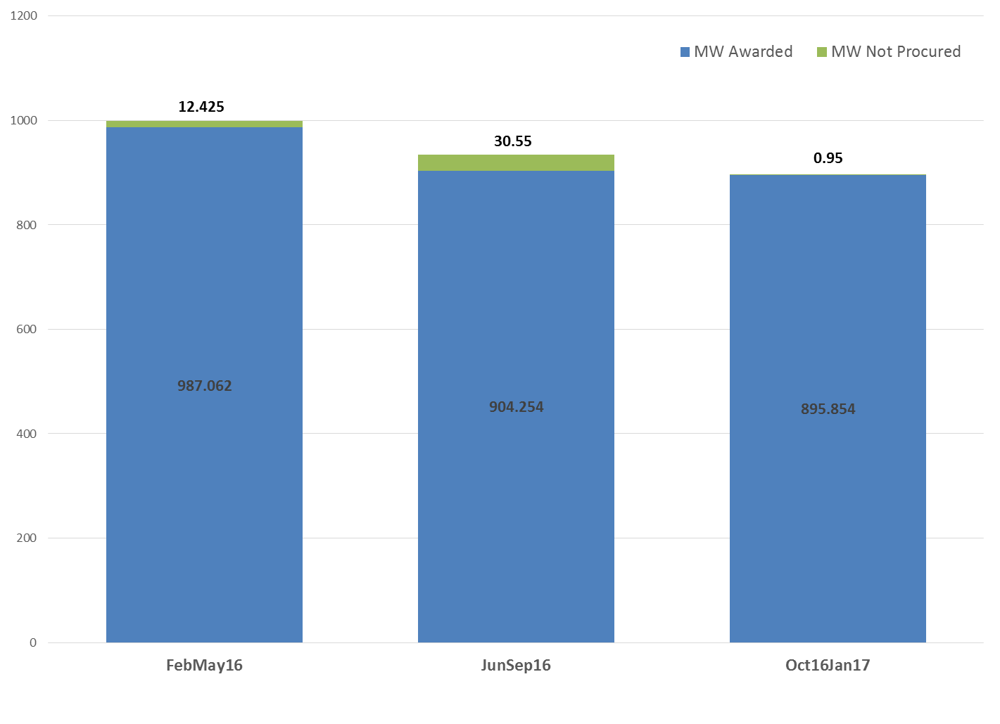 1200
MW Awarded
MW Not Procured
12.425
1000
30.55
0.95
800
600
987.062
904.254
895.854
400
200
0
FebMay16
JunSep16
Oct16Jan17